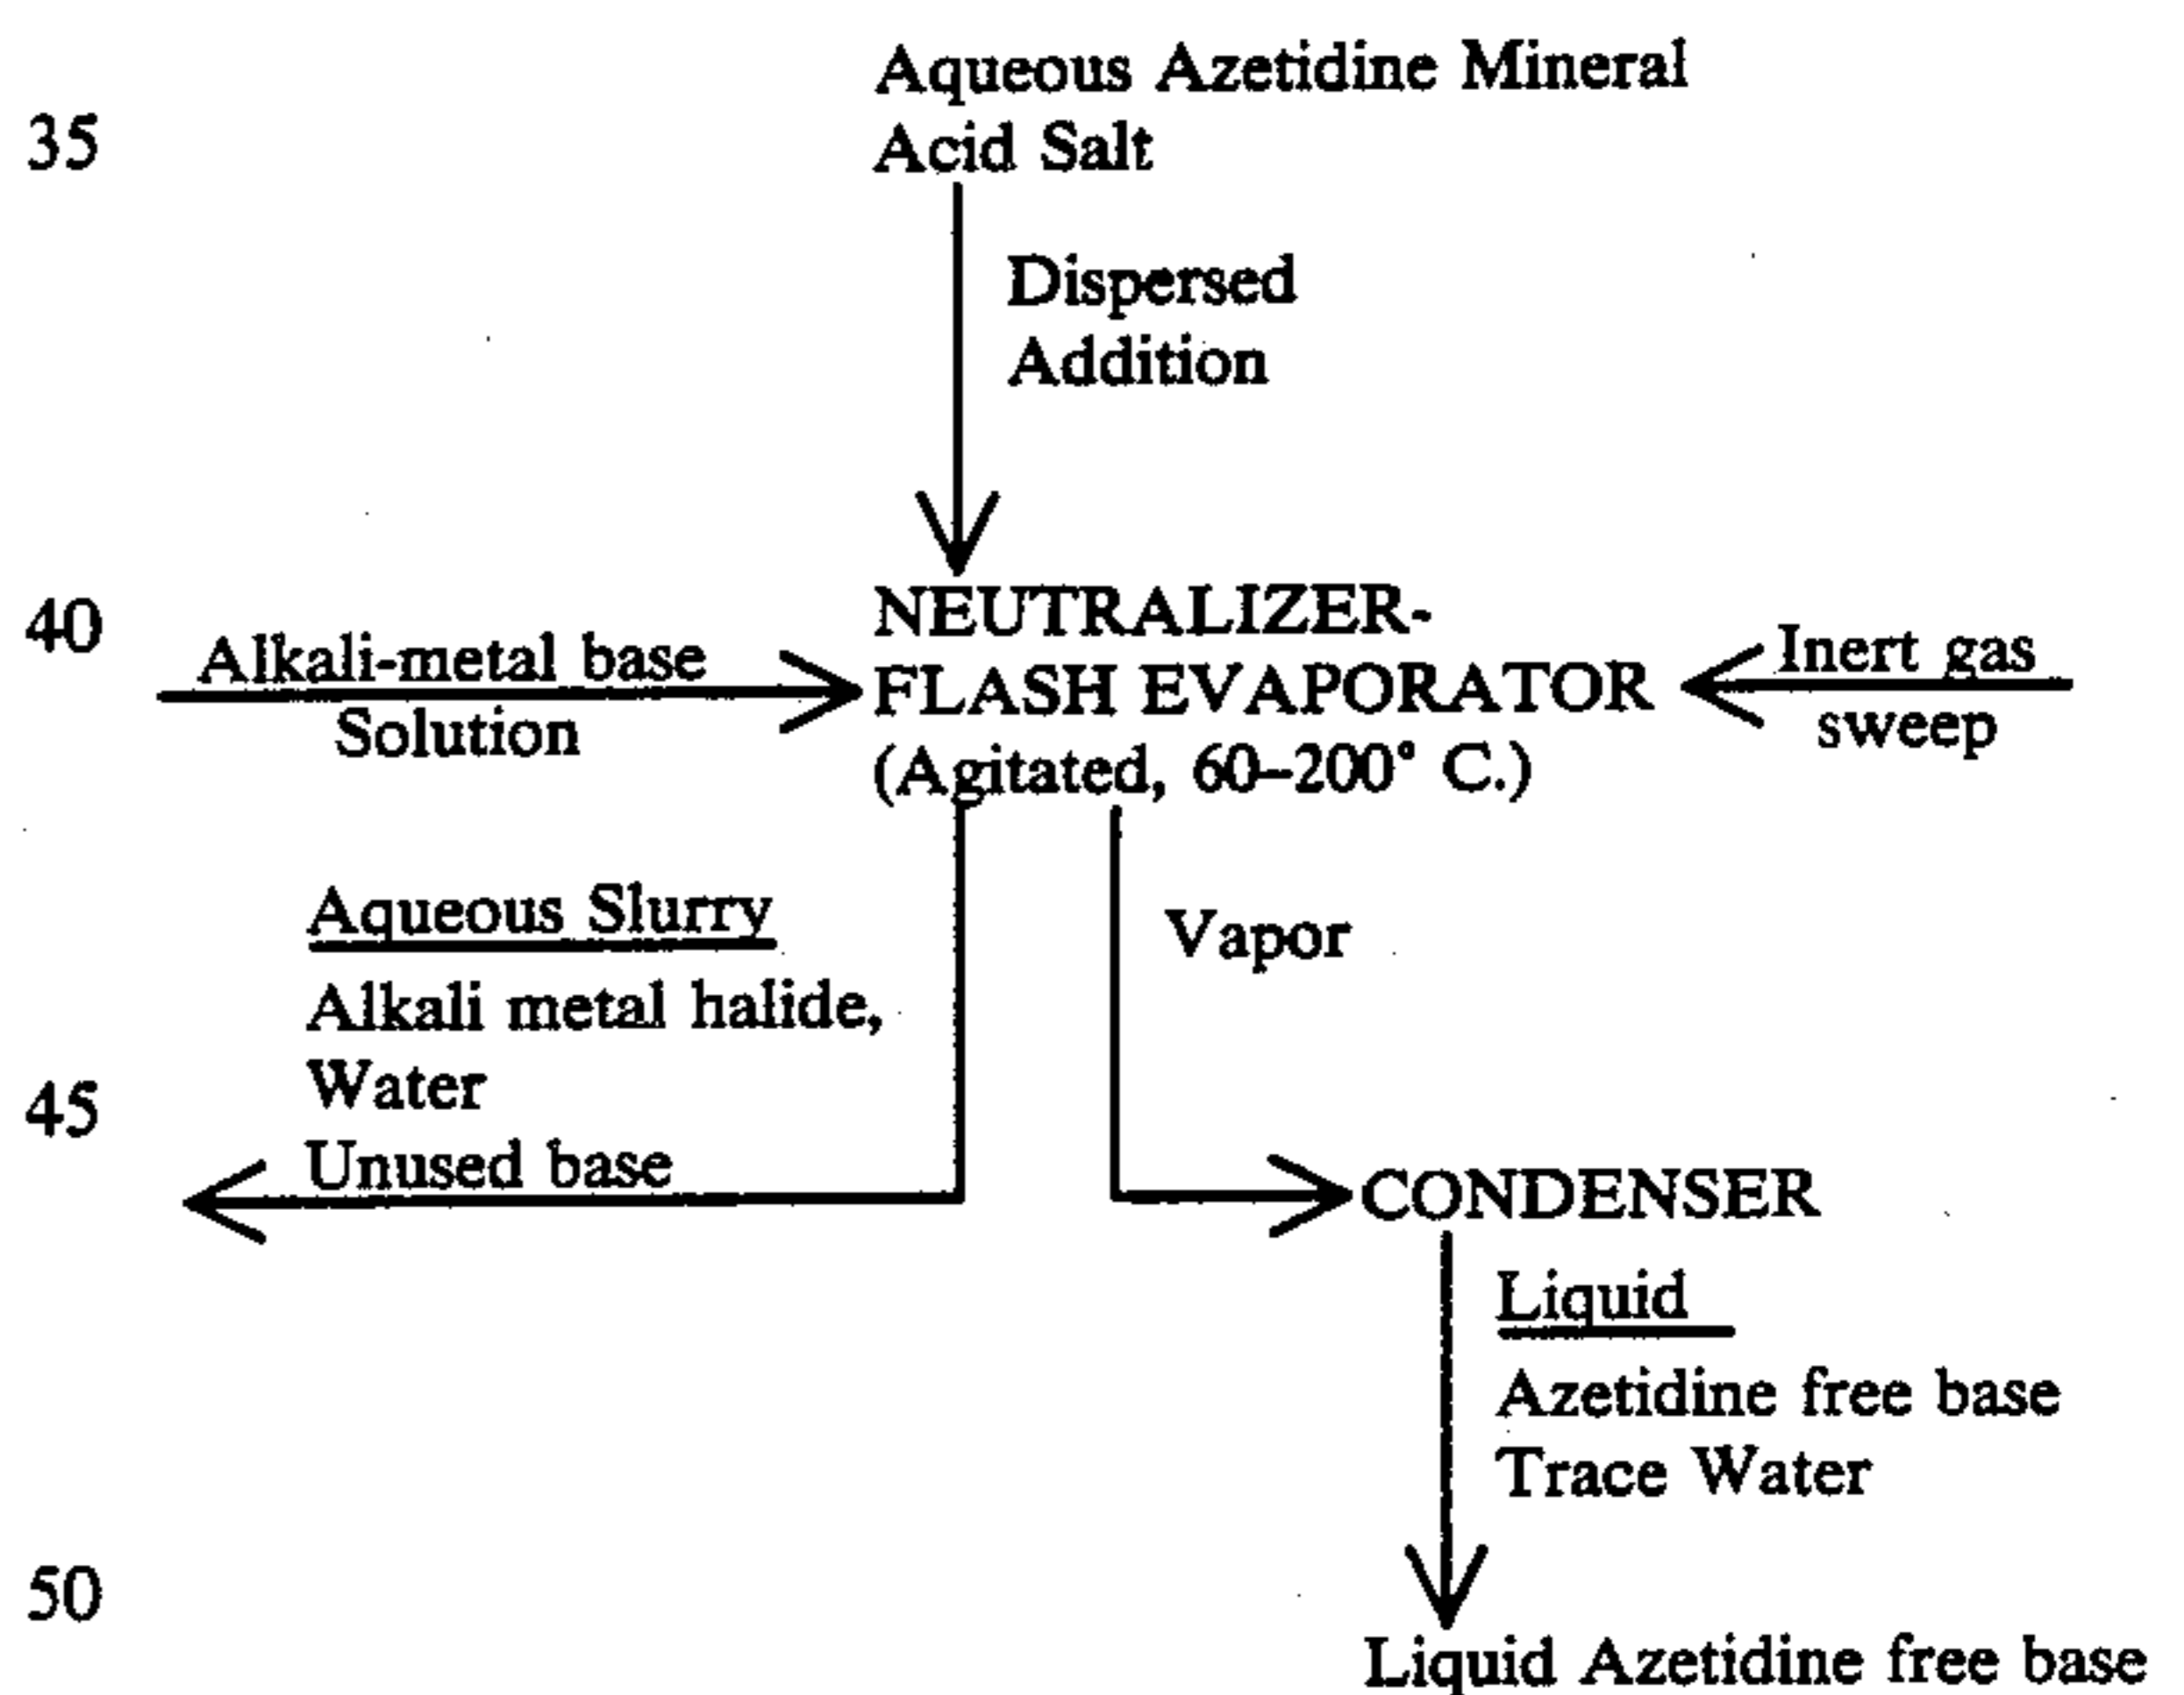 Aqueous Azetidine Mineral
35
Acid Salt
Dispersed
Addition
40
NEUTRALIZER-
Alkali-metal base
Solution
FLASH EVAPORATOR
Inert gas
sweep
(Agitated, 60–200° C.)
Aqueous Slurry
Alkali metal halide,
Water
Unused base
Vapor
45
CONDENSER
Liquid
Azetidine free base
Trace Water
50
Liquid Azetidine free base